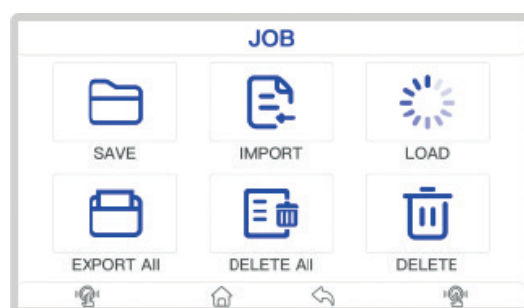 JOB
SAVE
IMPORT
LOAD
EXPORT All
DELETE All
DELETE